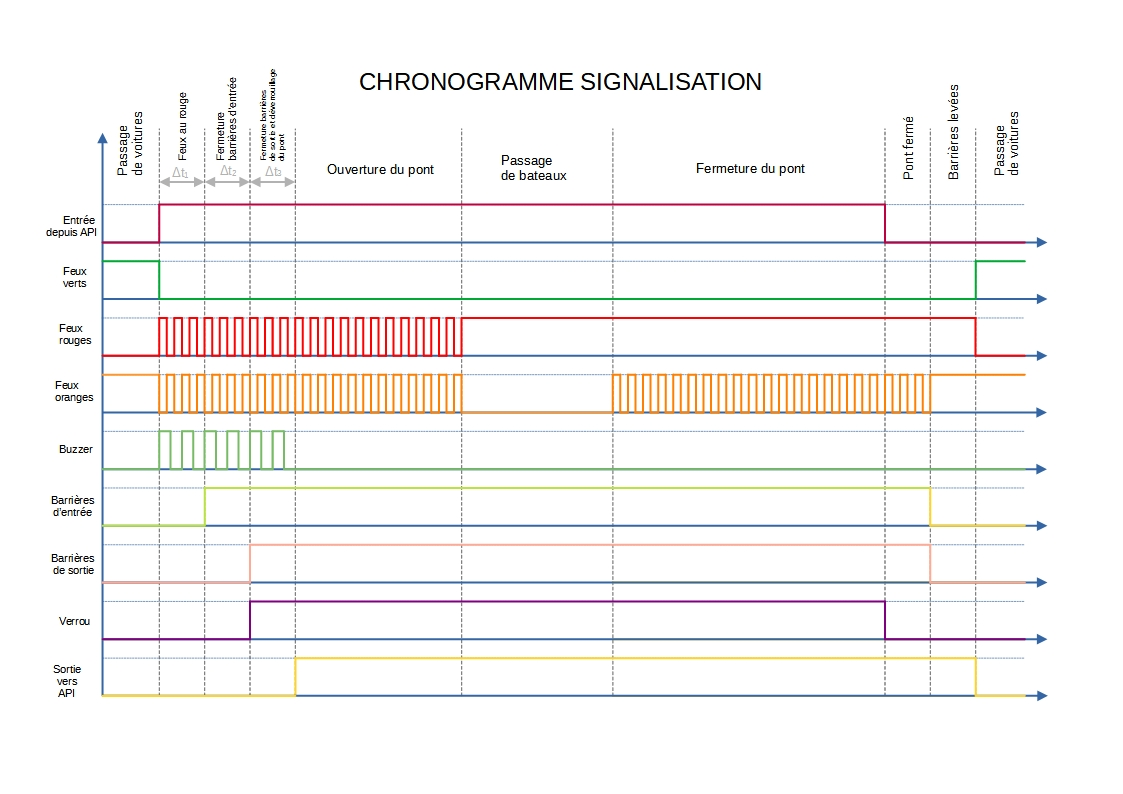 CHRONOGRAMME SIGNALISATION
Passage
de voitures
Feux au rouge
Fermeture
barrières d'entrée
Fermeture barrières
de sortie et déverrouillage
du pont
Ouverture du pont
Passage
de bateaux
Fermeture du pont
Pont fermé
Barrières levées
Passage
de voitures
Δt₁
Δt₂
Δt₃
Entrée
depuis API
Feux
verts
Feux
rouges
Feux
oranges
Buzzer
Barrières
d'entrée
Barrières
de sortie
Verrou
Sortie
vers
API